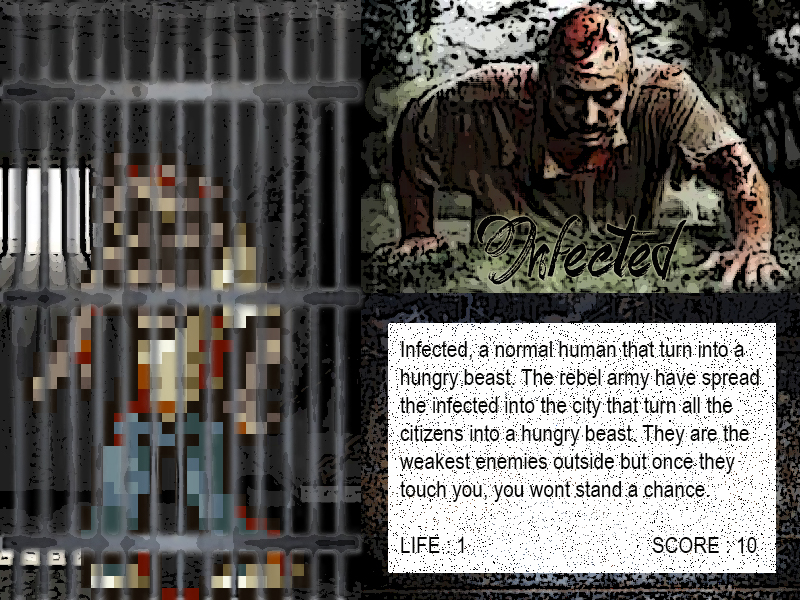 Infected
Infected, a normal human that turn into a
hungry beast. The rebel army have spread
the infected into the city that turn all the
citizens into a hungry beast. They are the
weakest enemies outside but once they
touch you, you wont stand a chance.
LIFE : 1 SCORE : 10